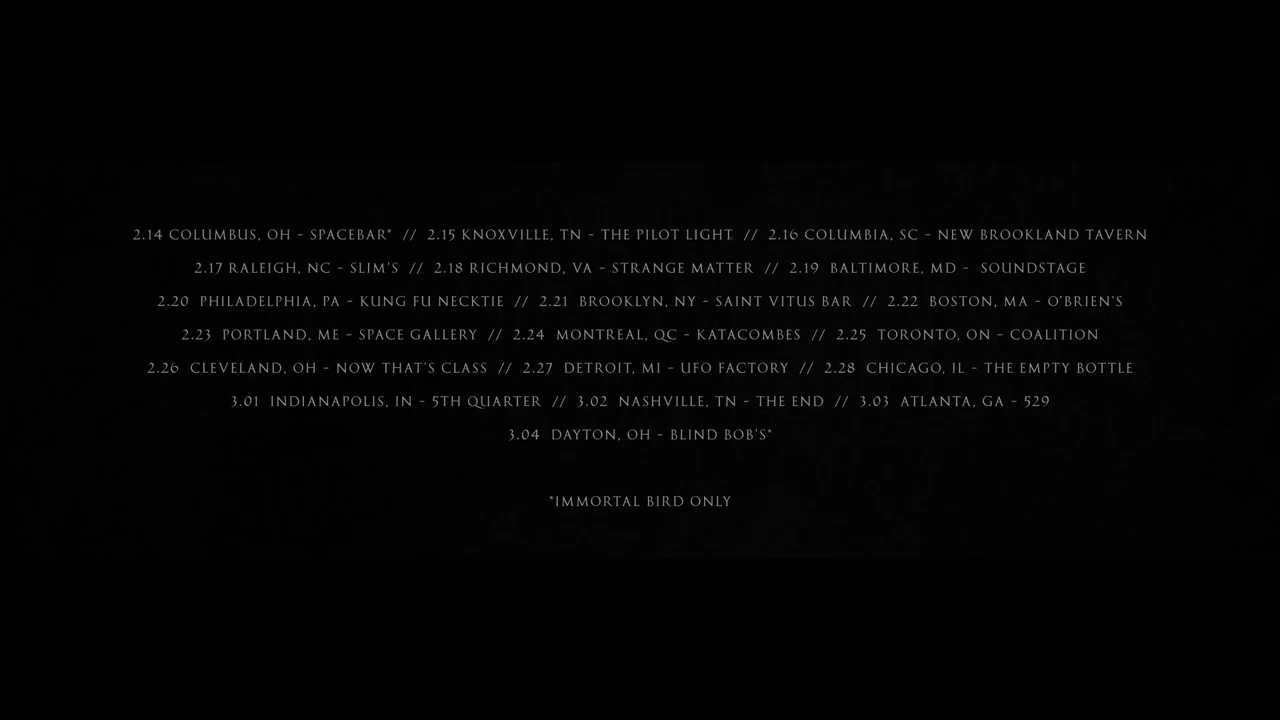 2.14 COLUMBUS, OH – SPACEBAR* // 2.15 KNOXVILLE, TN – THE PILOT LIGHT // 2.16 COLUMBIA, SC – NEW BROOKLAND TAVERN
2.17 RALEIGH, NC – SLIM'S // 2.18 RICHMOND, VA – STRANGE MATTER // 2.19 BALTIMORE, MD – SOUNDSTAGE
2.20 PHILADELPHIA, PA – KUNG FU NECKTIE // 2.21 BROOKLYN, NY – SAINT VITUS BAR // 2.22 BOSTON, MA – O'BRIEN'S
2.23 PORTLAND, ME – SPACE GALLERY // 2.24 MONTREAL, QC – KATACOMBES // 2.25 TORONTO, ON – COALITION
2.26 CLEVELAND, OH – NOW THAT'S CLASS // 2.27 DETROIT, MI – UFO FACTORY // 2.28 CHICAGO, IL – THE EMPTY BOTTLE
3.01 INDIANAPOLIS, IN – 5TH QUARTER // 3.02 NASHVILLE, TN – THE END // 3.03 ATLANTA, GA – 529
3.04 DAYTON, OH – BLIND BOB'S*
*IMMORTAL BIRD ONLY